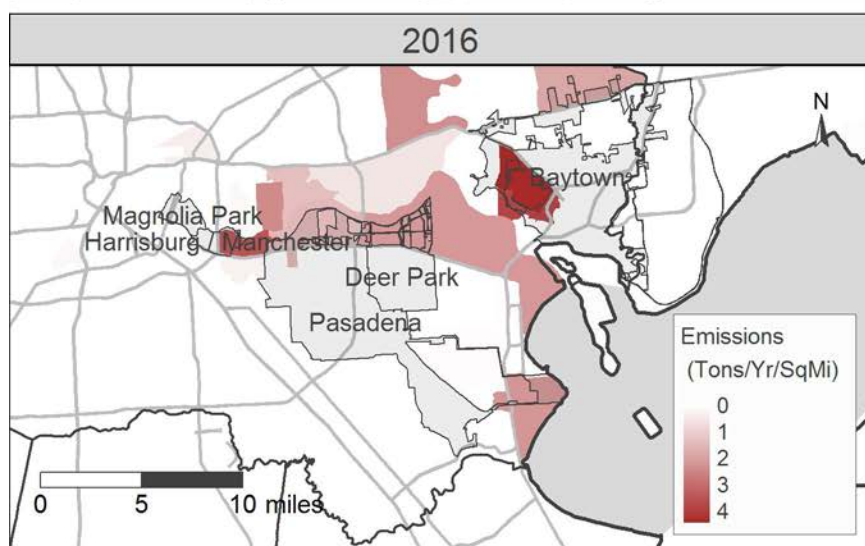 2016
N
Baytown
Magnolia Park
Harrisburg
Manchester
Deer Park
Pasadena
Emissions
(Tons/Yr/SqMi)
0
1
2
3
4
0 5 10 miles